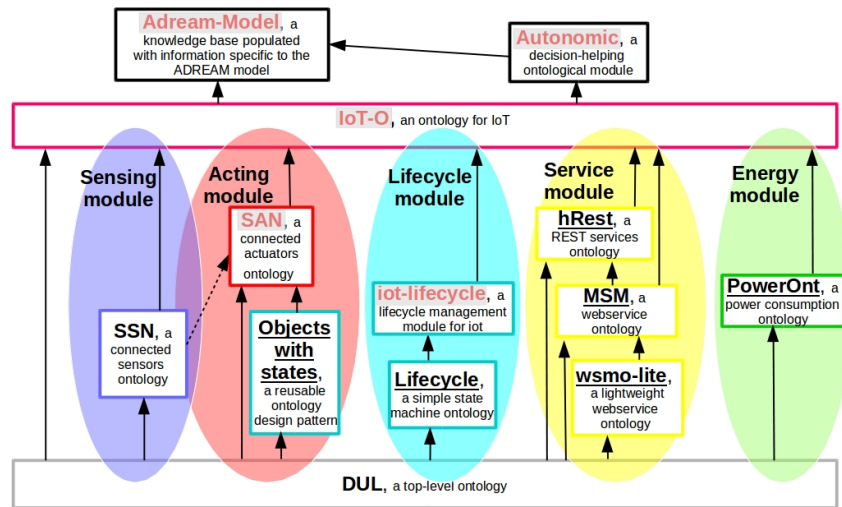 Adream-Model, a
knowledge base populated
with information specific to the
ADREAM model
Autonomic, a
decision-helping
ontological module
IoT-O, an ontology for IoT
Sensing
module
Acting
module
Lifecycle
module
Service
module
Energy
module
SAN, a
connected
actuators
ontology
hRest, a
REST services
ontology
iot-lifecycle, a
lifecycle management
module for iot
MSM, a
webservice
ontology
PowerOnt, a
power consumption
ontology
SSN, a
connected
sensors
ontology
Objects
with
states,
a reusable
ontology
design pattern
Lifecycle,
a simple state
machine ontology
wsmo-lite,
a lightweight
webservice
ontology
DUL, a top-level ontology